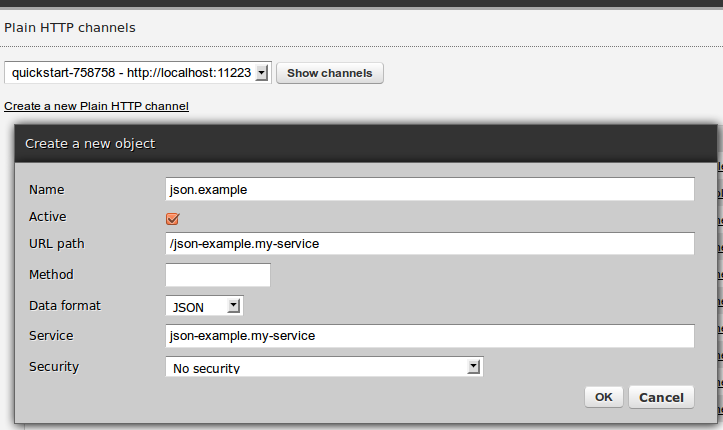 Plain HTTP channels
quickstart-758758 - http://localhost:11223 Show channels
Create a new Plain HTTP channel
Create a new object
Name json.example
Active
URL path /json-example.my-service
Method
Data format JSON
Service json-example.my-service
Security No security
OK Cancel